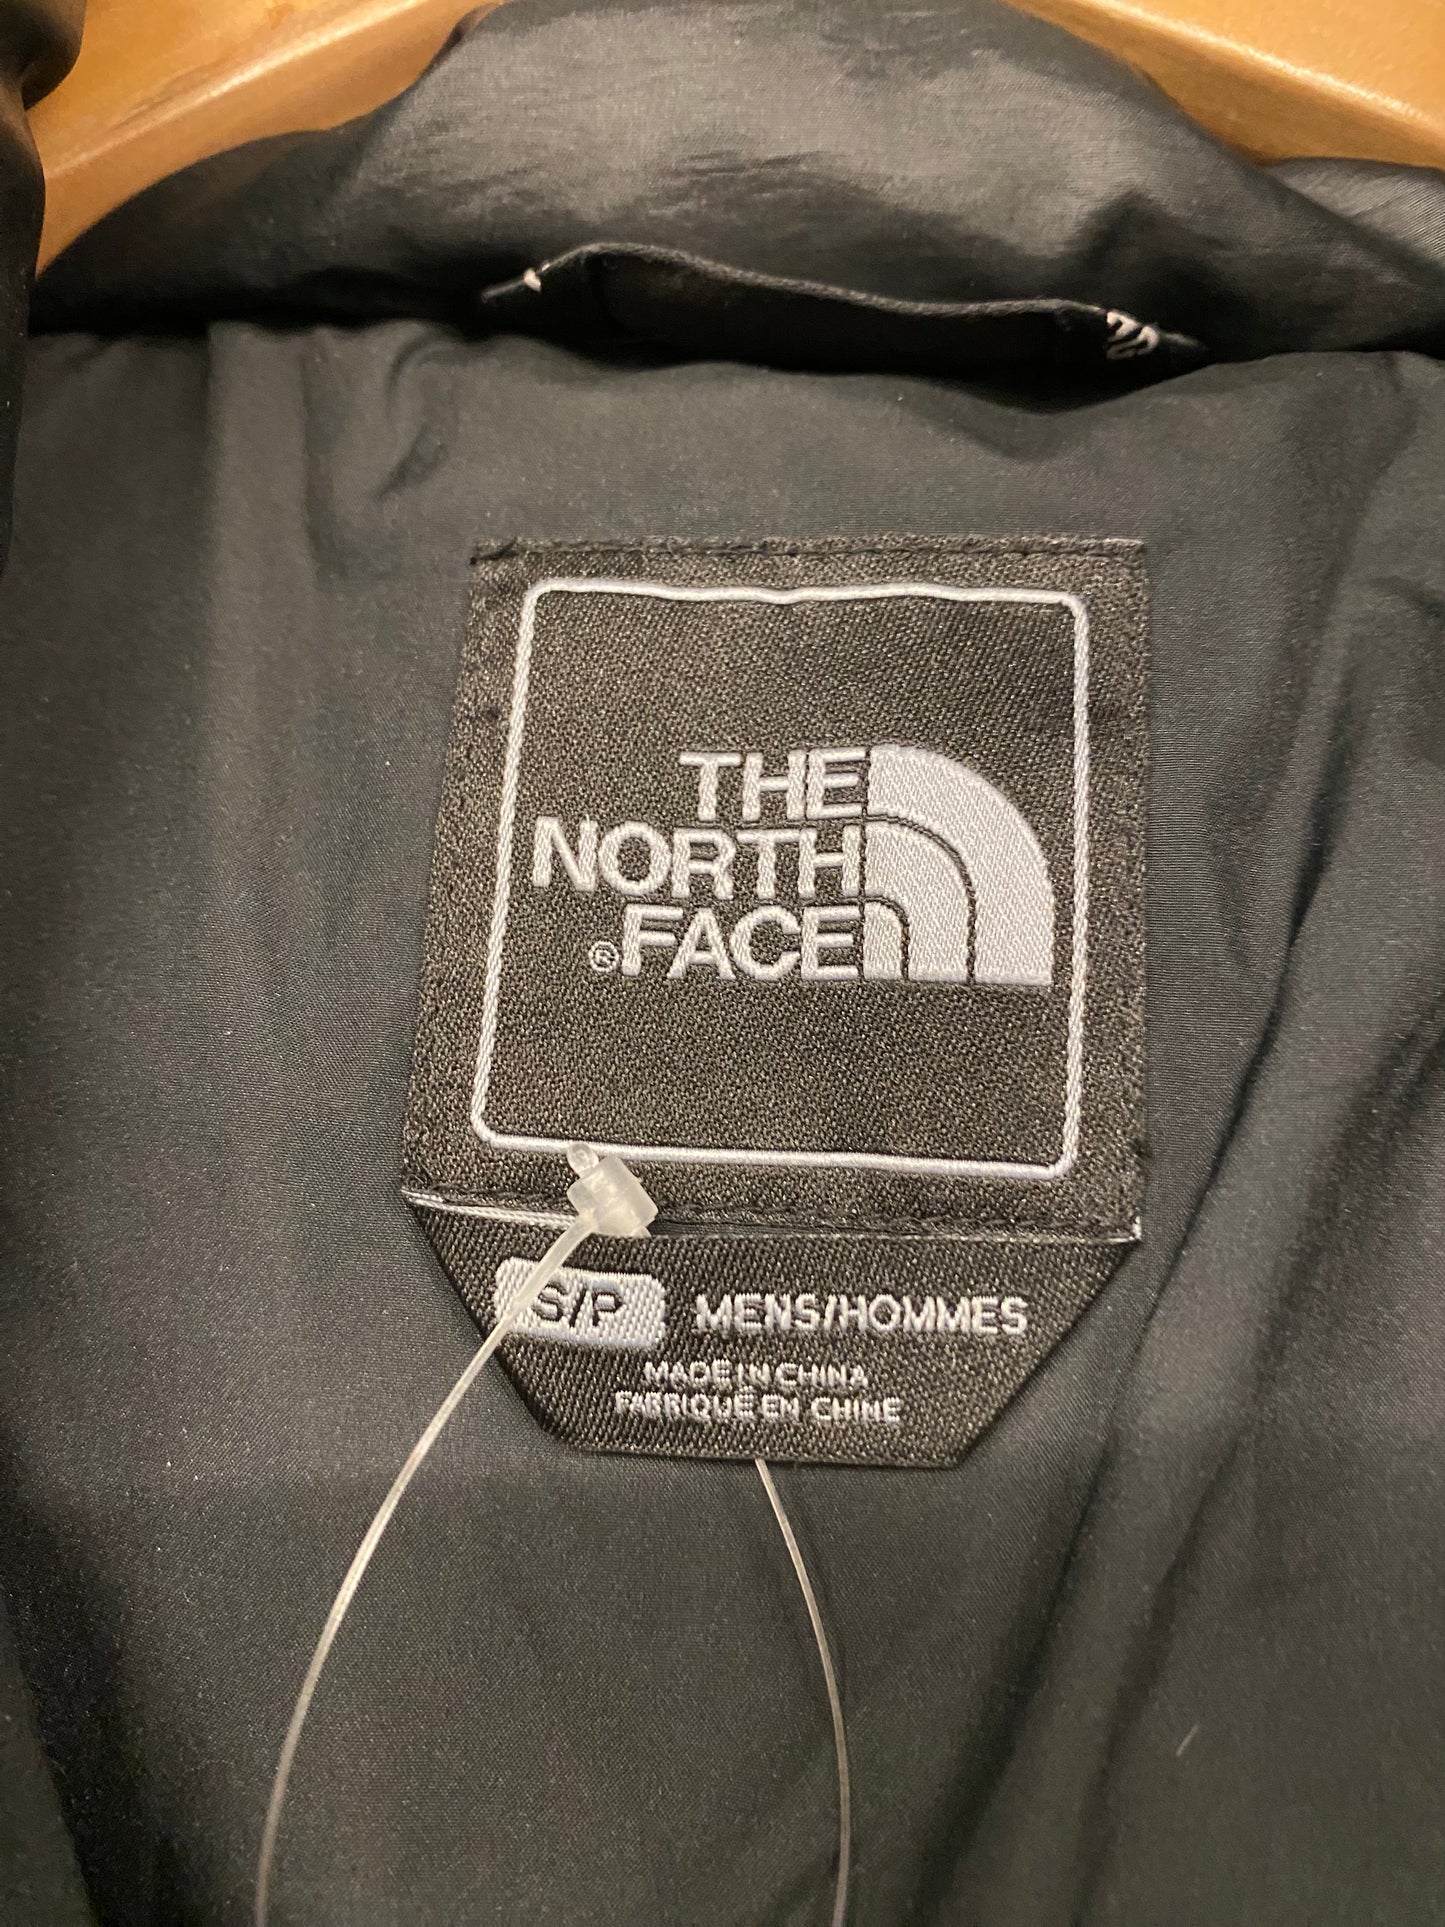 THE
NORTH
®FACE
S/P MENS/HOMMES
MADE IN CHINA
FABRIQUÉ EN CHINE